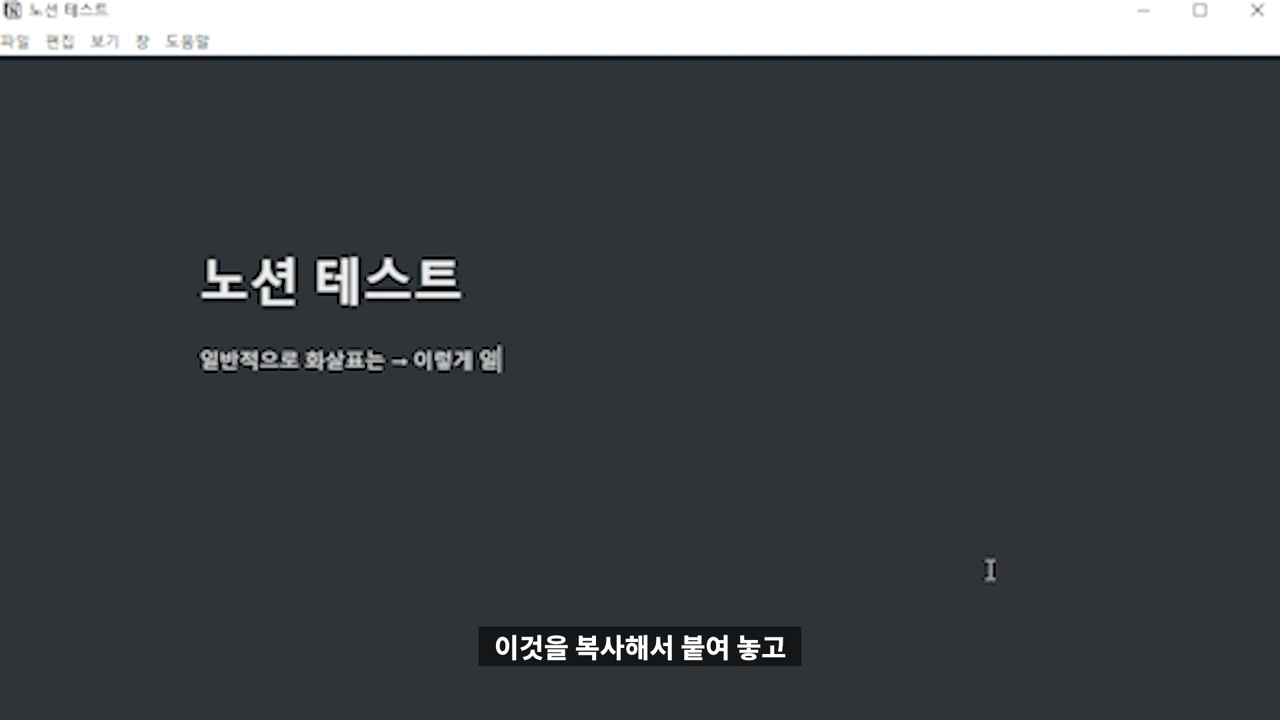 노션 테스트
파일 편집 보기 창 도움말
노션 테스트
일반적으로 화살표는 → 이렇게 일
이것을 복사해서 붙여 놓고